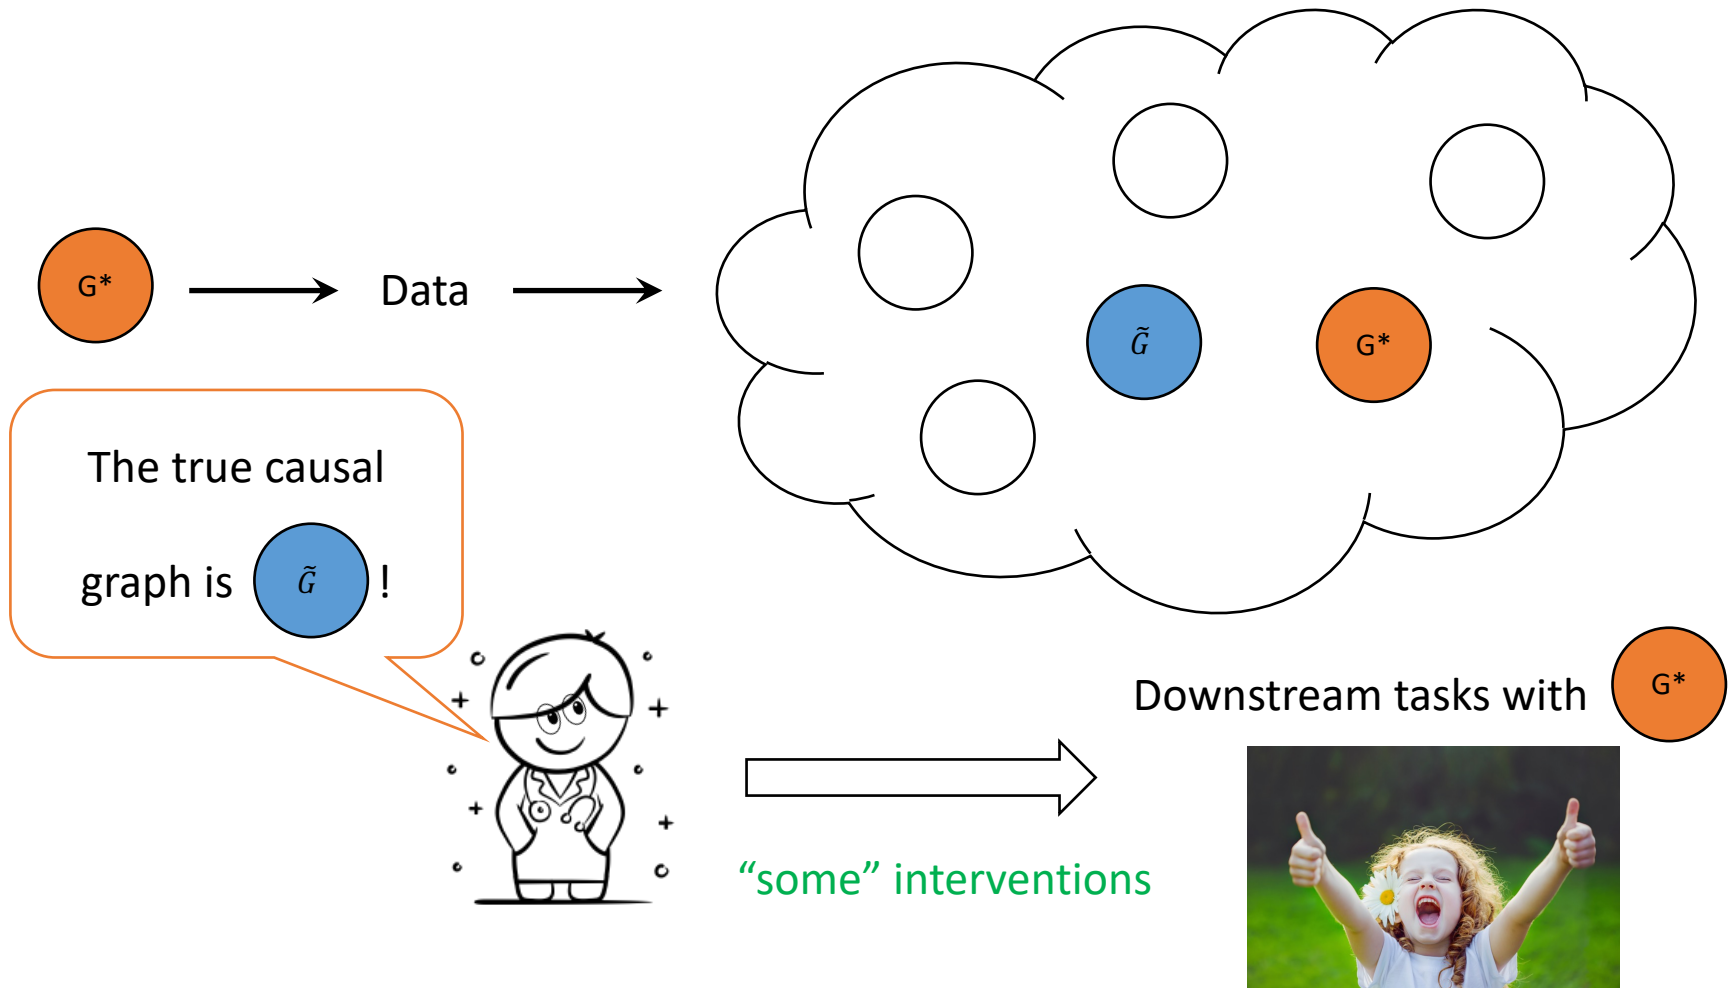 G*
Data
G̃
G*
The true causal
graph is G̃ !
Downstream tasks with G*
“some” interventions